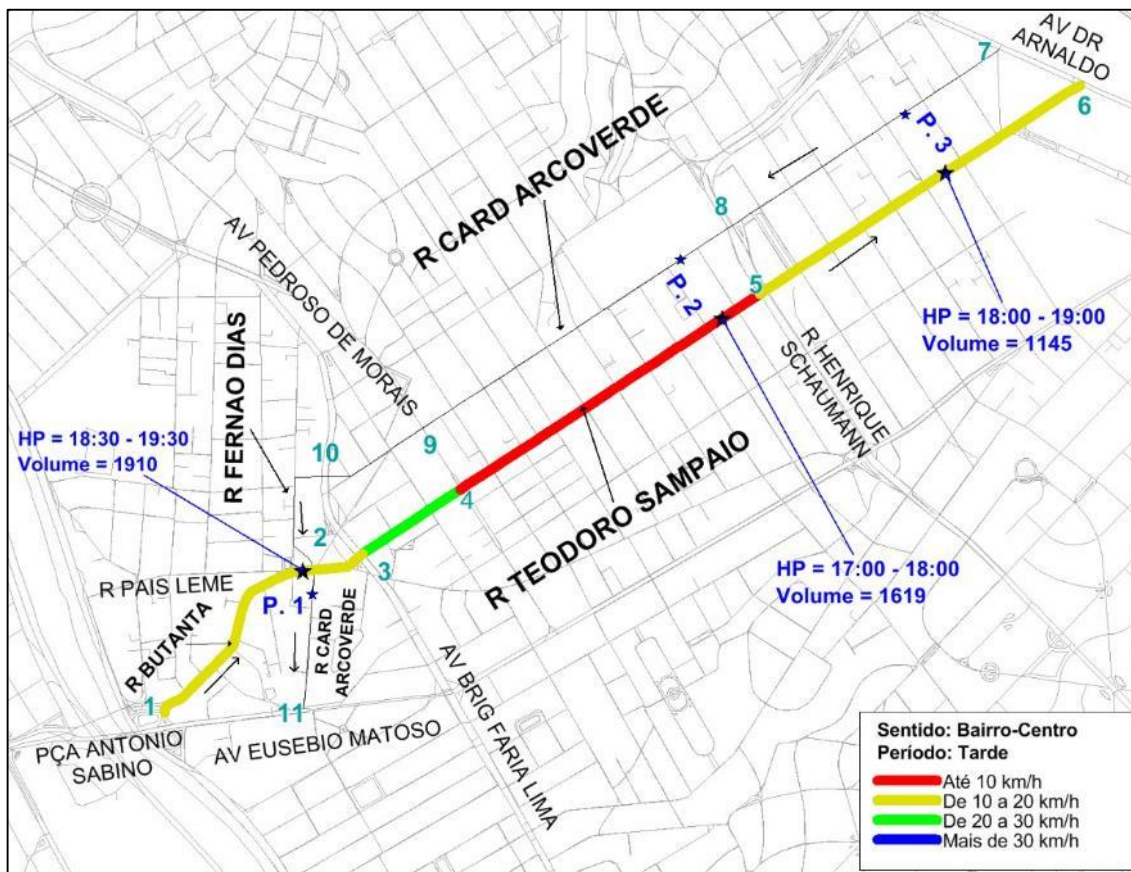 AV DR
ARNALDO
7
6
R CARD ARCOVERDE
P. 3
8
AV PEDROSO DE MORAIS
5
P. 2
HP = 18:00 - 19:00
Volume = 1145
R HENRIQUE
SCHAUMANN
R FERNAO DIAS
HP = 18:30 - 19:30
Volume = 1910
10
9
4
R TEODORO SAMPAIO
2
3
HP = 17:00 - 18:00
Volume = 1619
R PAIS LEME
P. 1
R CARD
ARCOVERDE
R BUTANTA
1
11
PÇA ANTONIO
SABINO
AV EUSEBIO MATOSO
AV BRIG FARIA LIMA
Sentido: Bairro-Centro
Período: Tarde
Até 10 km/h
De 10 a 20 km/h
De 20 a 30 km/h
Mais de 30 km/h